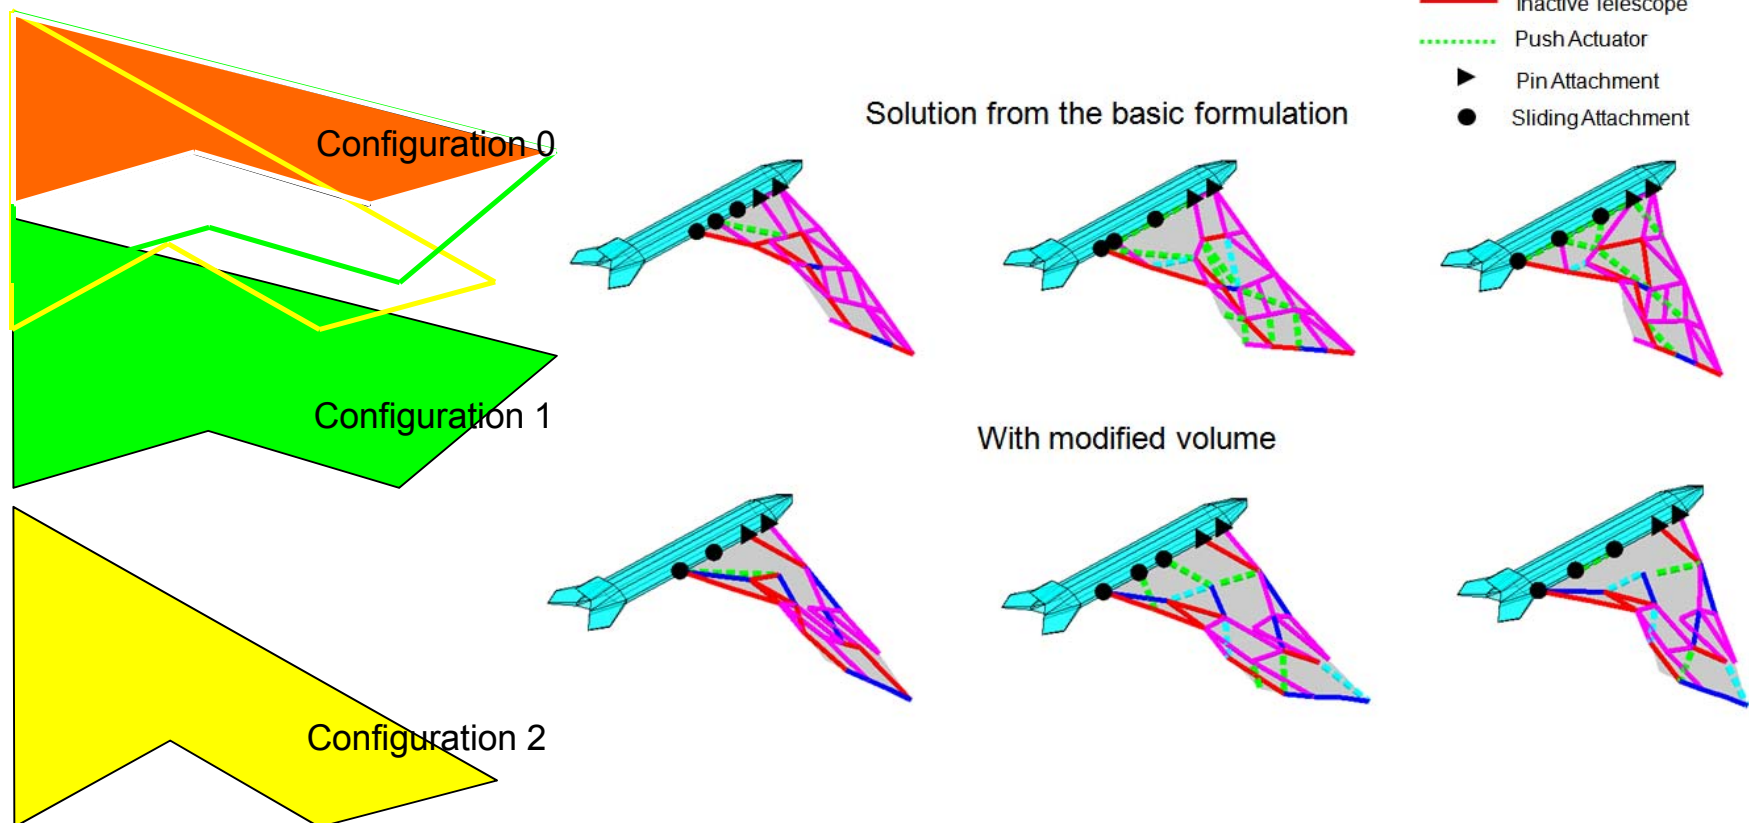 Inactive Telescope
Push Actuator
Pin Attachment
Sliding Attachment
Solution from the basic formulation
Configuration 0
Configuration 1
With modified volume
Configuration 2